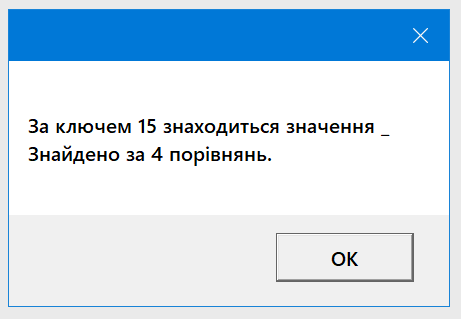 За ключем 15 знаходиться значення _
Знайдено за 4 порівнянь.
OK